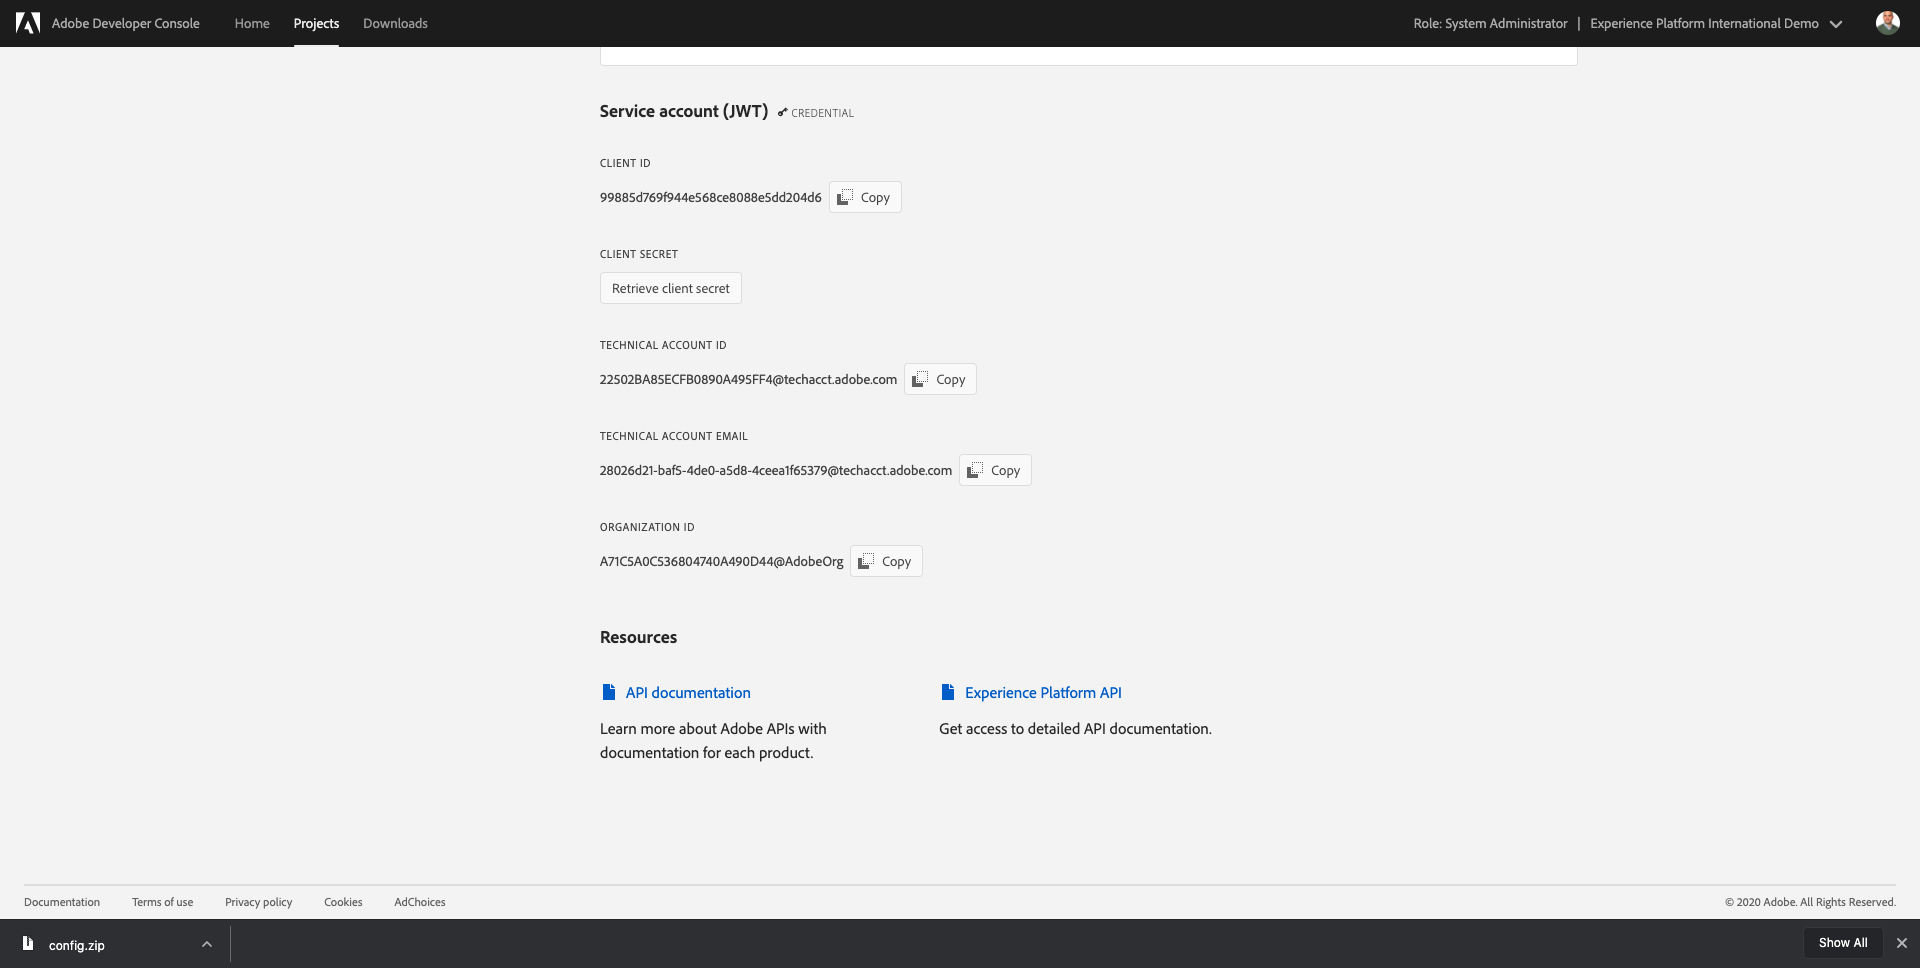 Adobe Developer Console
Home
Projects
Downloads
Role: System Administrator | Experience Platform International Demo
Service account (JWT)
CREDENTIAL
CLIENT ID
99885d769f944e568ce8088e5dd204d6
Copy
CLIENT SECRET
Retrieve client secret
TECHNICAL ACCOUNT ID
22502BA85ECFB0890A495FF4@techacct.adobe.com
Copy
TECHNICAL ACCOUNT EMAIL
28026d21-baf5-4de0-a5d8-4ceea1f65379@techacct.adobe.com
Copy
ORGANIZATION ID
A71C5A0C536804740A490D44@AdobeOrg
Copy
Resources
API documentation
Learn more about Adobe APIs with
documentation for each product.
Experience Platform API
Get access to detailed API documentation.
Documentation
Terms of use
Privacy policy
Cookies
AdChoices
© 2020 Adobe. All Rights Reserved.
config.zip
Show All